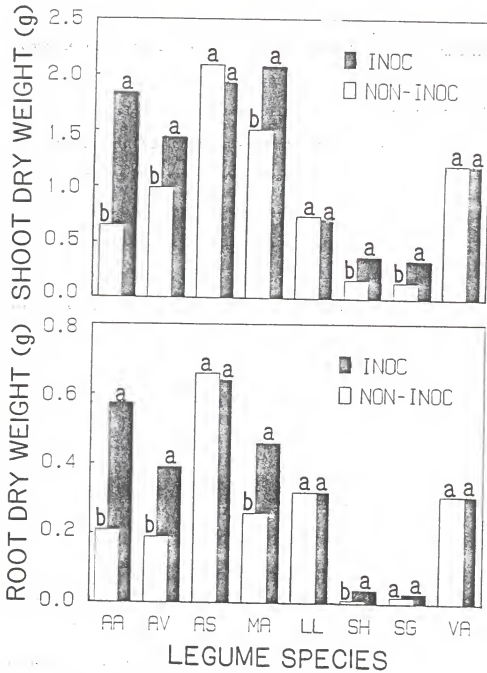 SHOOT DRY WEIGHT (g)
2.5
2.0
1.5
1.0
0.5
0.0
INOC
NON-INOC
b a
b a
a a
b a
a a
b a
b a
a a
ROOT DRY WEIGHT (g)
0.8
0.6
0.4
0.2
0.0
INOC
NON-INOC
b a
b a
a a
b a
a a
b a
a a
a a
AA AV AS MA LL SH SG VA
LEGUME SPECIES